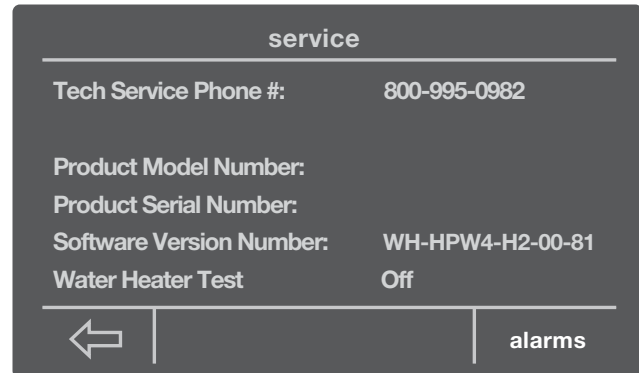 service
Tech Service Phone #: 800-995-0982
Product Model Number:
Product Serial Number:
Software Version Number: WH-HPW4-H2-00-81
Water Heater Test Off
alarms